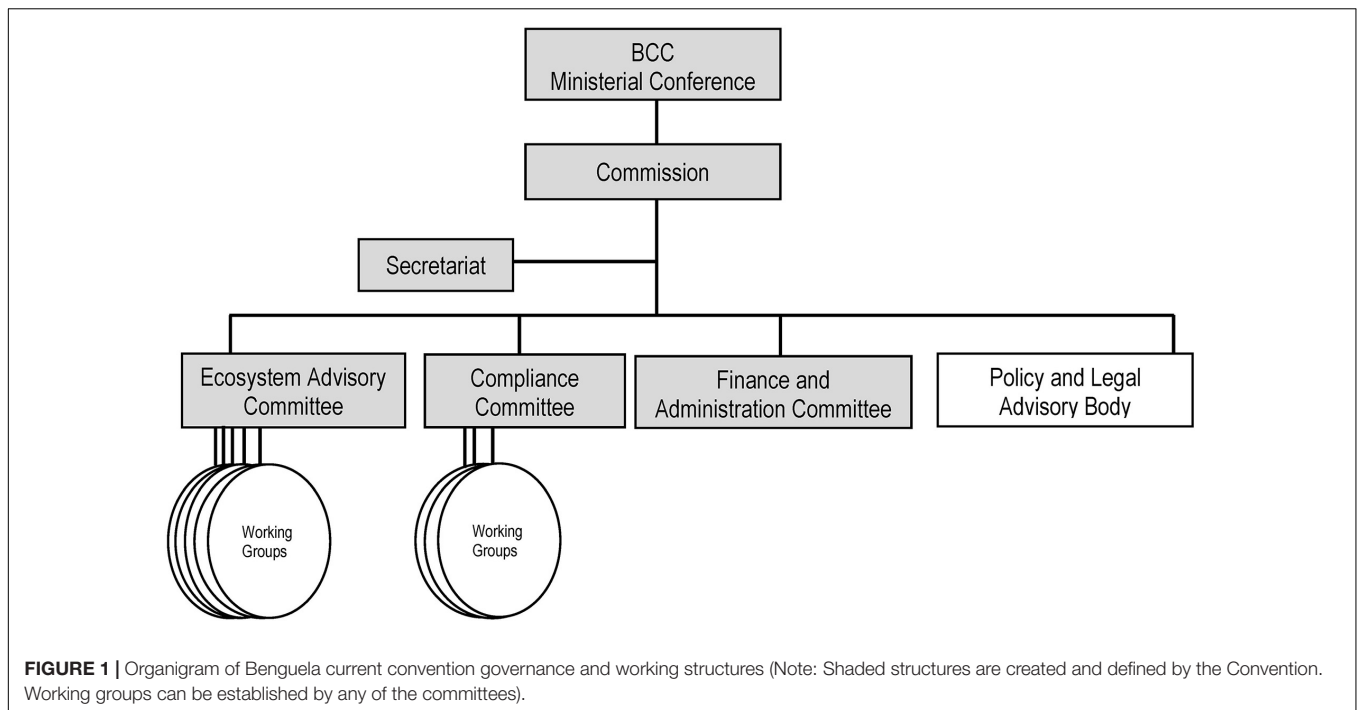 BCC
Ministerial Conference
Commission
Secretariat
Ecosystem Advisory
Committee
Compliance
Committee
Finance and
Administration Committee
Policy and Legal
Advisory Body
Working
Groups
Working
Groups
FIGURE 1 | Organigram of Benguela current convention governance and working structures (Note: Shaded structures are created and defined by the Convention.
Working groups can be established by any of the committees).